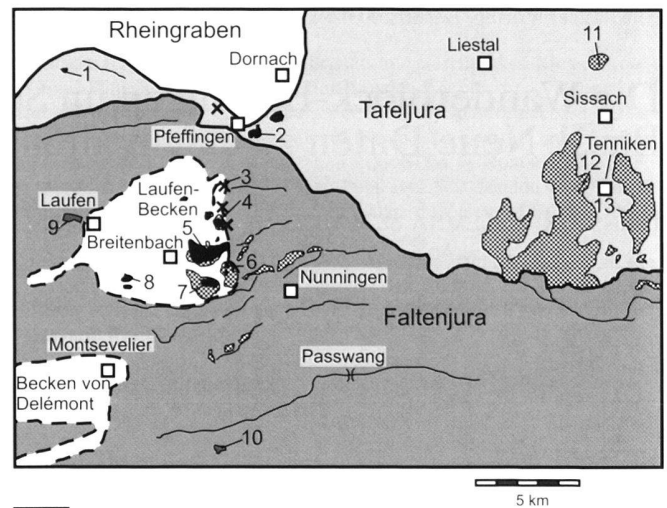 Rheingraben
11
Dornach
Liestal
1
Tafeljura
Sissach
Pfeffingen
2
Tenniken
3
12
Laufen-
Becken
Laufen
4
13
9
5
Breitenbach
6
8
7
Nunningen
Faltenjura
Montsevelier
Passwang
Becken von
Delémont
10
5 km